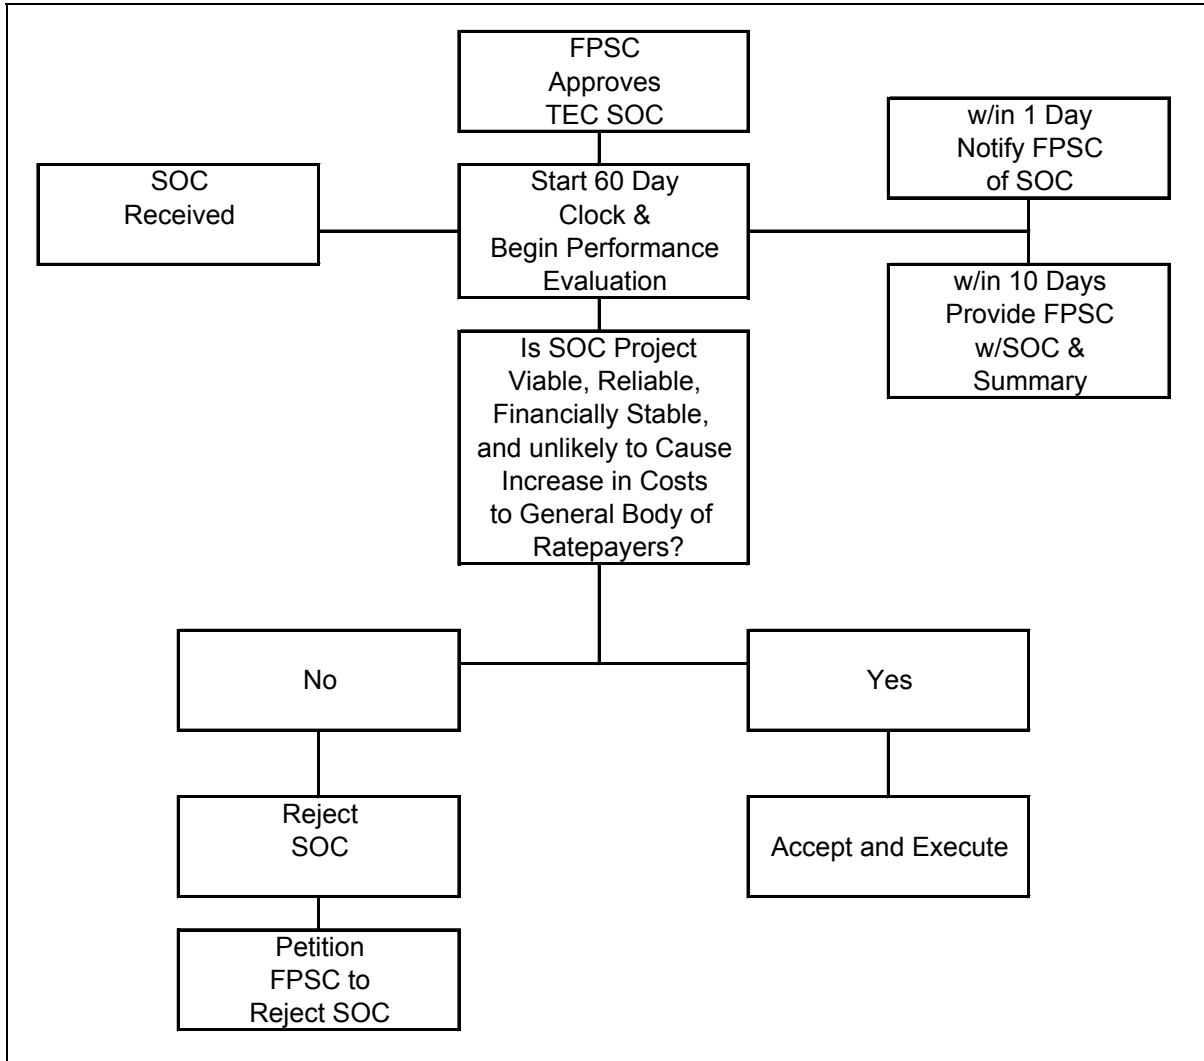 FPSC
Approves
TEC SOC
w/in 1 Day
Notify FPSC
of SOC
SOC
Received
Start 60 Day
Clock &
Begin Performance
Evaluation
w/in 10 Days
Provide FPSC
w/SOC &
Summary
Is SOC Project
Viable, Reliable,
Financially Stable,
and unlikely to Cause
Increase in Costs
to General Body of
Ratepayers?
No
Yes
Reject
SOC
Accept and Execute
Petition
FPSC to
Reject SOC